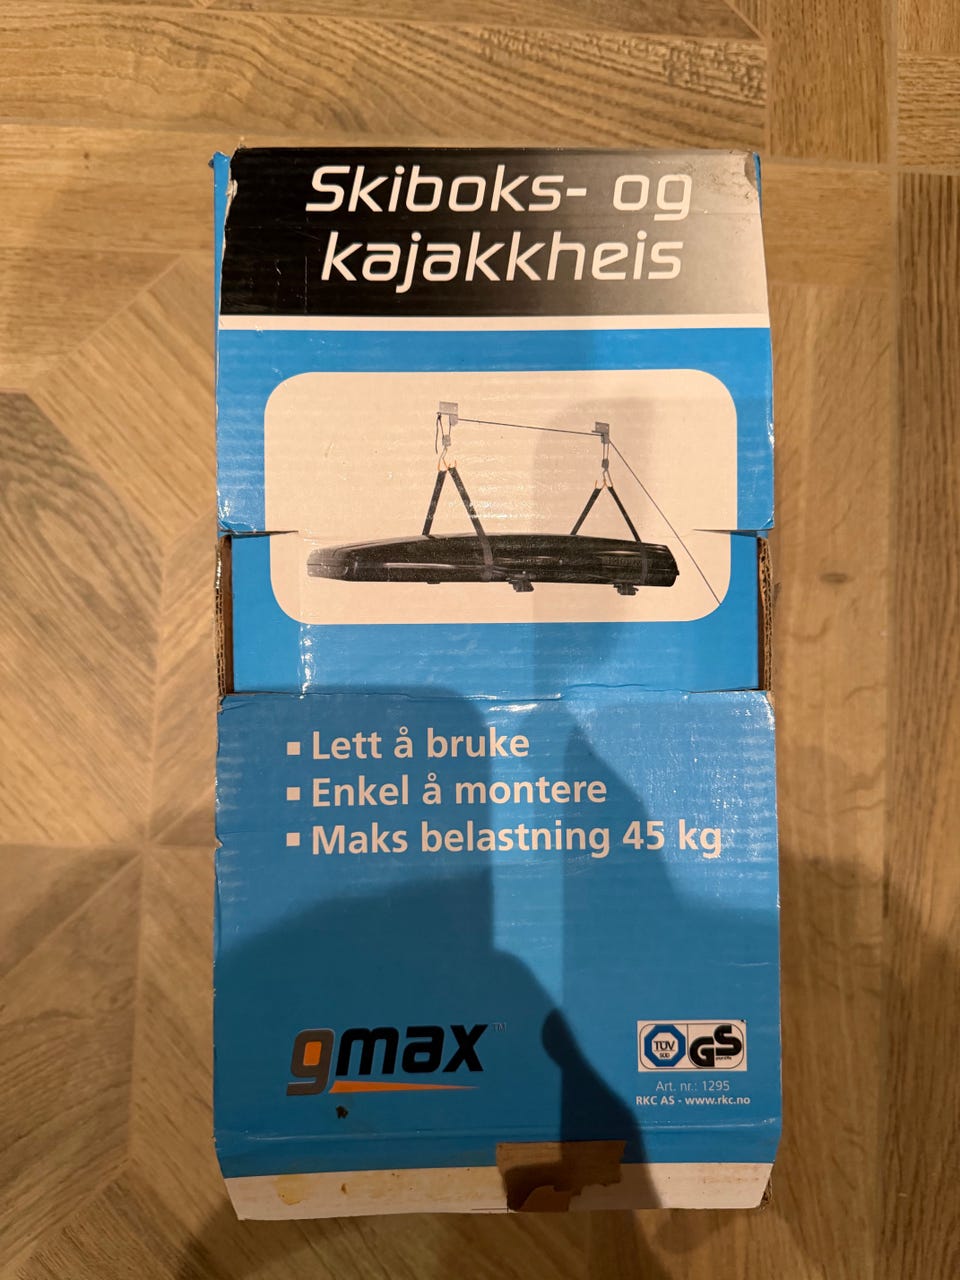 Skiboks- og
kajakkheis
▪ Lett å bruke
▪ Enkel å montere
▪ Maks belastning 45 kg
gmax™
TÜV
SÜD
GS
Art. nr.: 1295
RKC AS - www.rkc.no